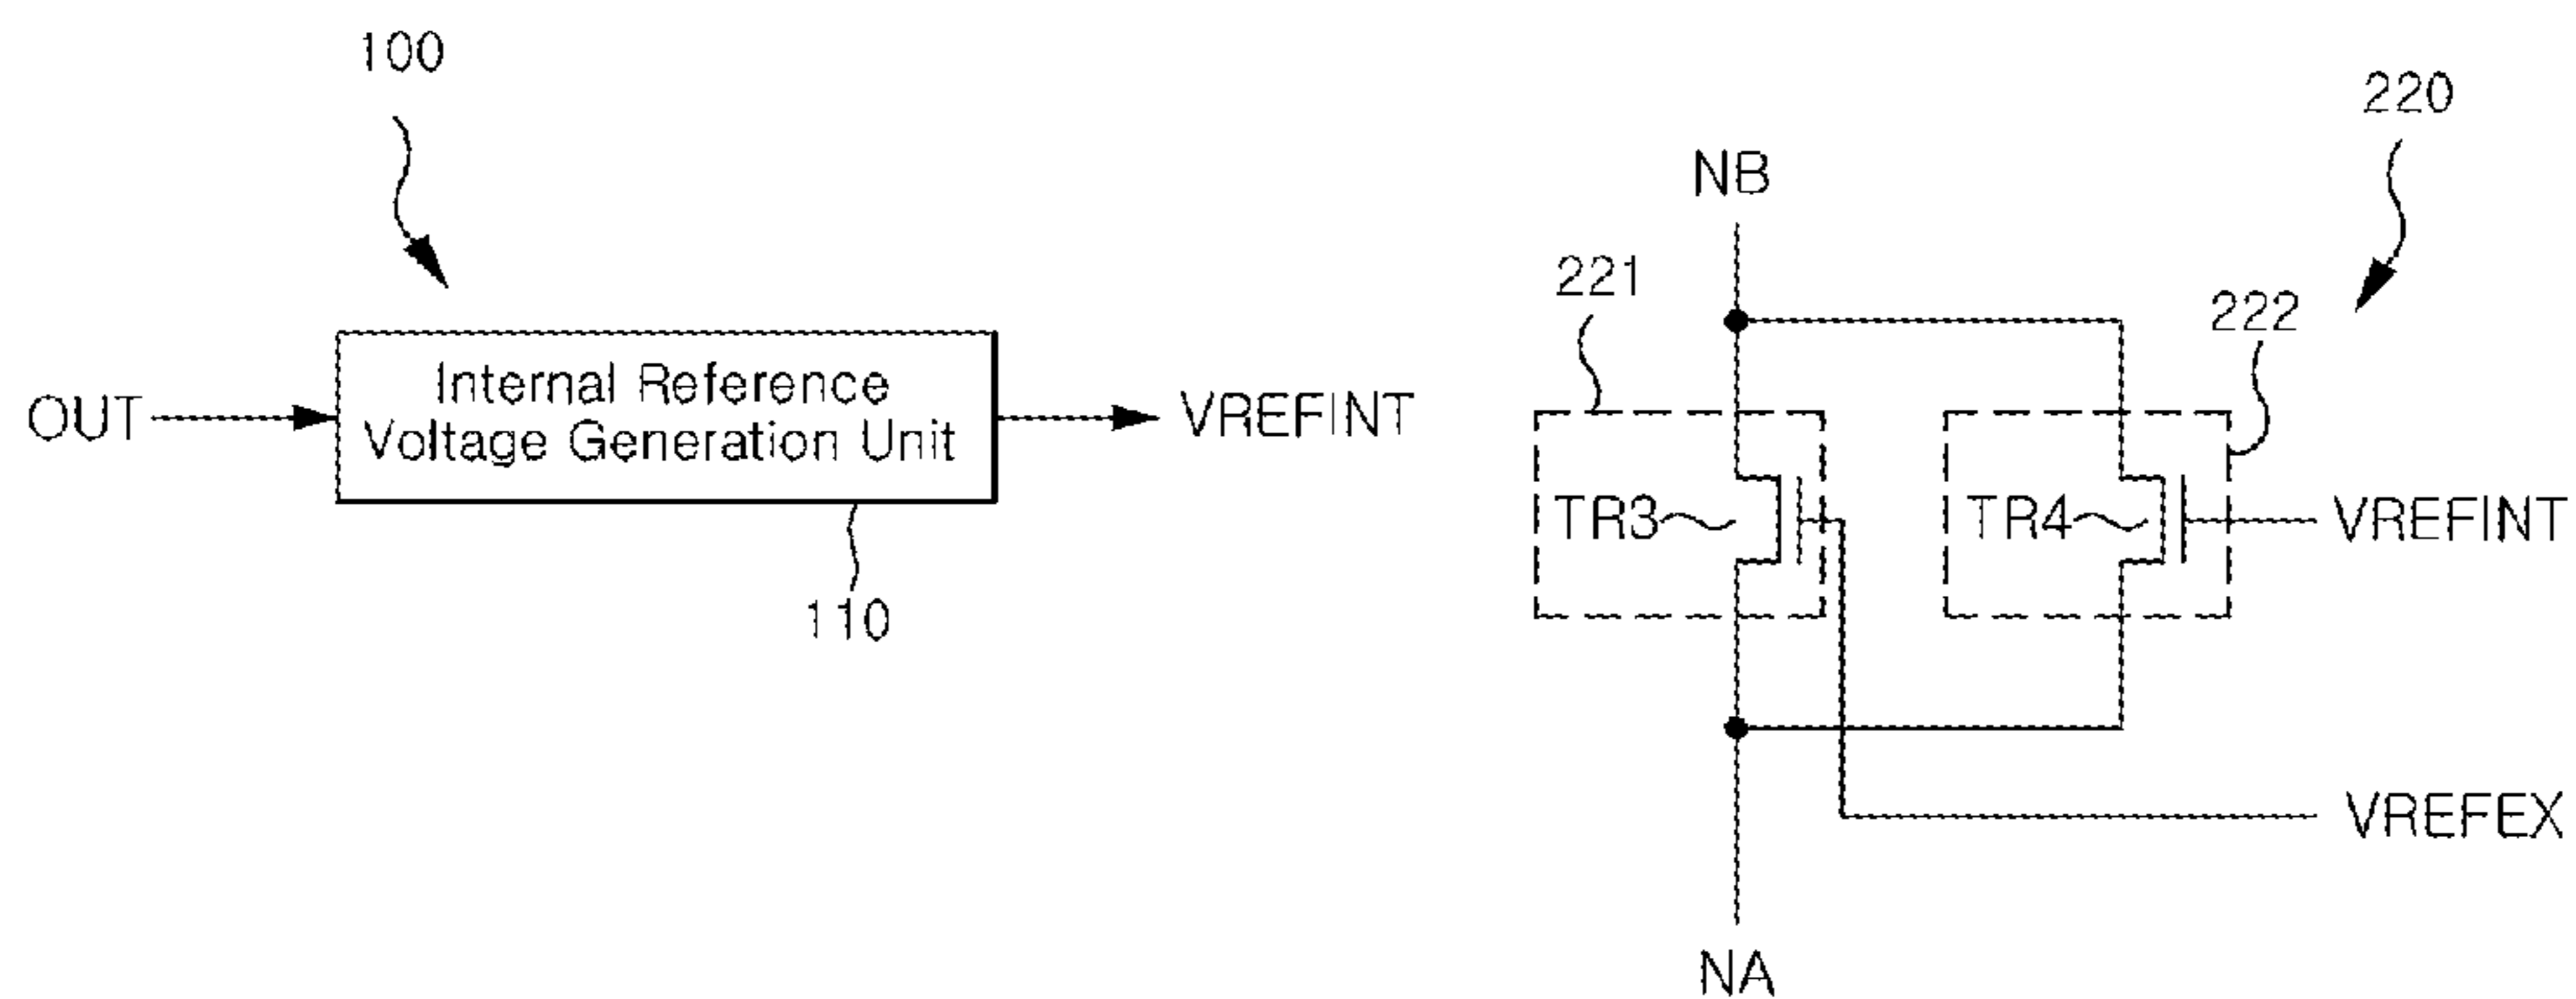 100
OUT
Internal Reference
Voltage Generation Unit
VREFINT
110
220
NB
221
222
TR3
TR4
VREFINT
VREFEX
NA